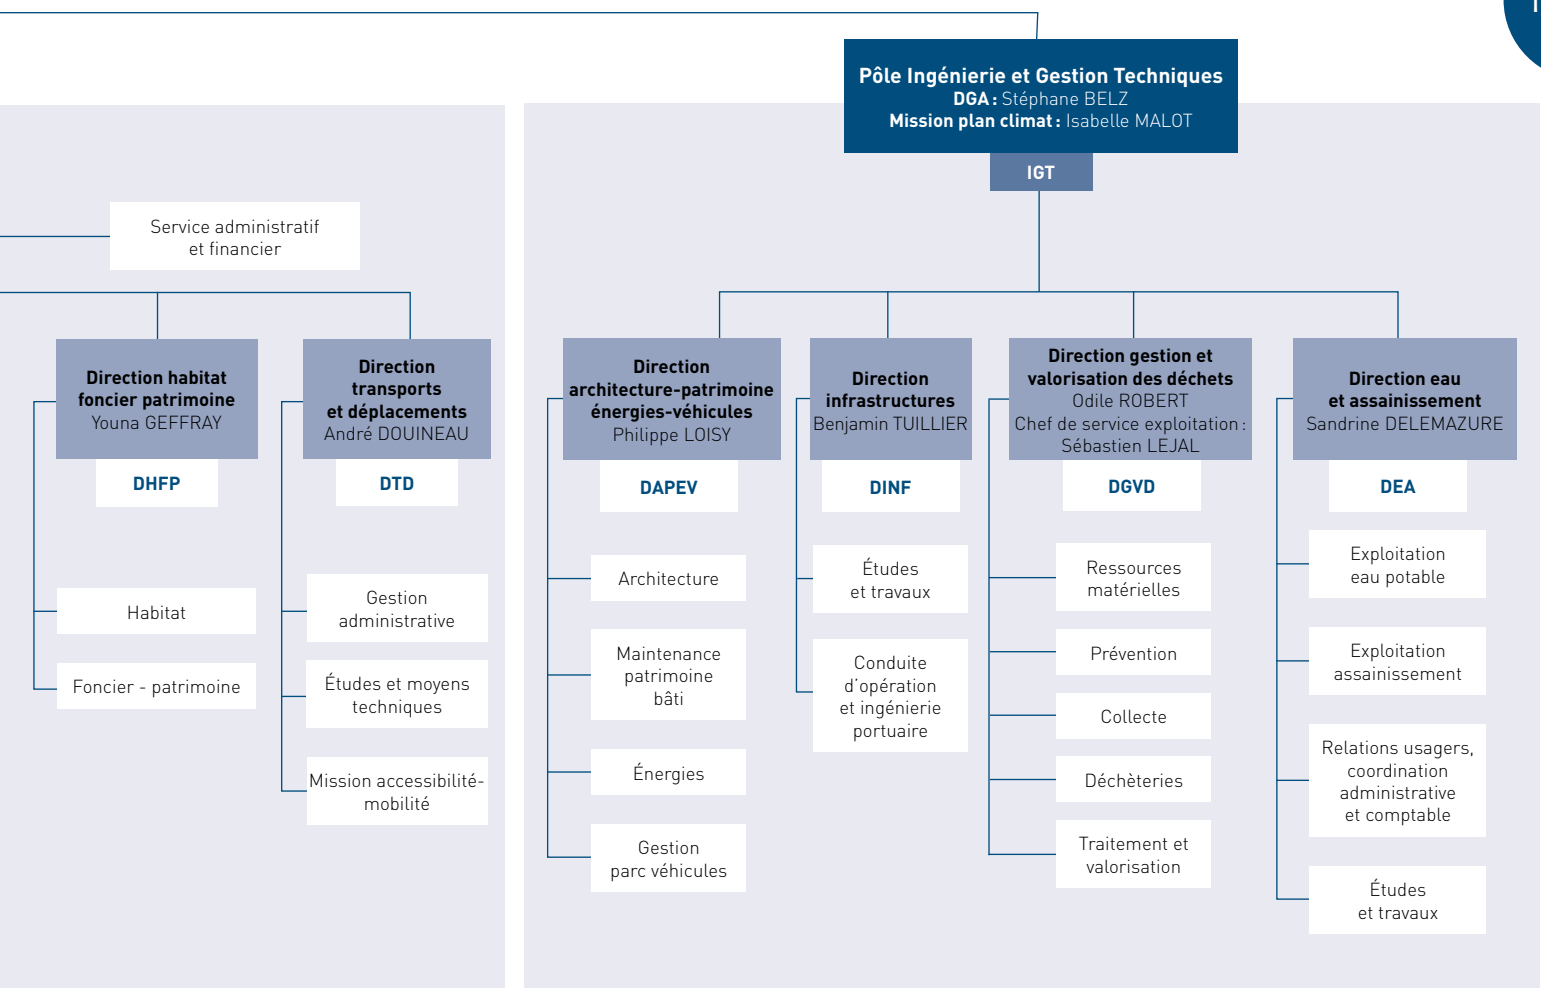 Pôle Ingénierie et Gestion Techniques
DGA : Stéphane BELZ
Mission plan climat : Isabelle MALOT
IGT
Service administratif
et financier
Direction habitat
foncier patrimoine
Youna GEFFRAY
DHFP
Habitat
Foncier - patrimoine
Direction
transports
et déplacements
André DOUINEAU
DTD
Gestion
administrative
Études et moyens
techniques
Mission accessibilité-
mobilité
Direction
architecture-patrimoine
énergies-véhicules
Philippe LOISY
DAPEV
Architecture
Maintenance
patrimoine
bâti
Énergies
Gestion
parc véhicules
Direction
infrastructures
Benjamin TUILLIER
DINF
Études
et travaux
Conduite
d'opération
et ingénierie
portuaire
Direction gestion et
valorisation des déchets
Odile ROBERT
Chef de service exploitation :
Sébastien LEJAL
DGVD
Ressources
matérielles
Prévention
Collecte
Déchèteries
Traitement et
valorisation
Direction eau
et assainissement
Sandrine DELEMAZURE
DEA
Exploitation
eau potable
Exploitation
assainissement
Relations usagers,
coordination
administrative
et comptable
Études
et travaux